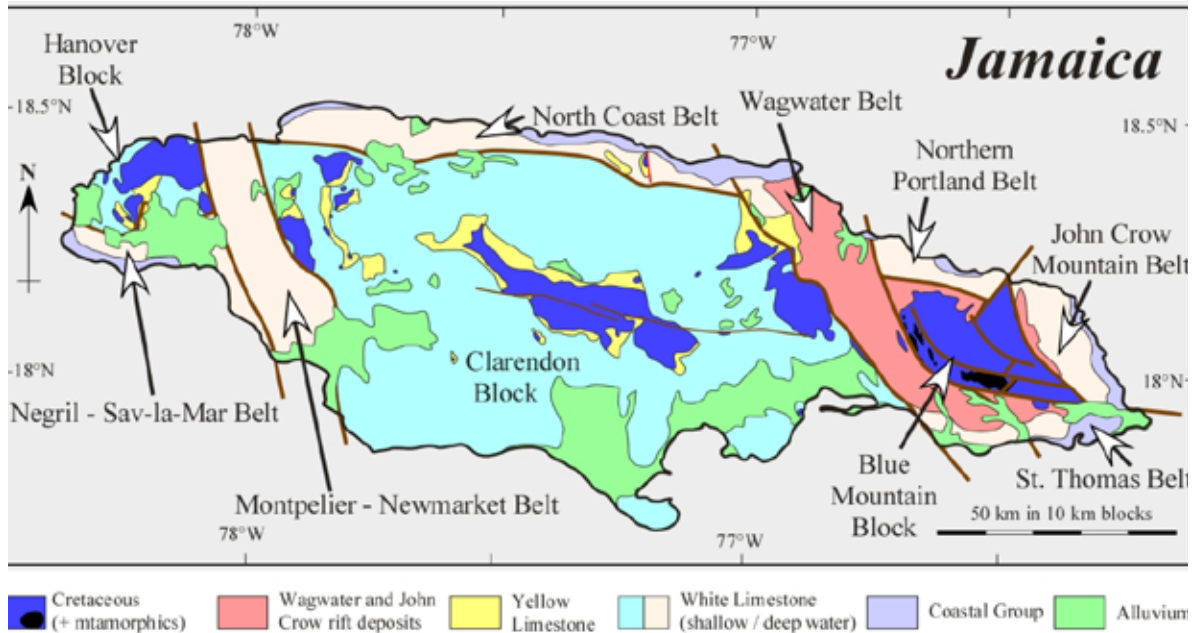 78°W
77°W
Jamaica
Hanover
Block
18.5°N
North Coast Belt
Wagwater Belt
18.5°N
Northern
Portland Belt
N
John Crow
Mountain Belt
18°N
Clarendon
Block
18°N
Negril - Sav-la-Mar Belt
Montpelier - Newmarket Belt
Blue
Mountain
Block
St. Thomas Belt
50 km in 10 km blocks
78°W
77°W
Cretaceous
(+ mtamorphics)
Wagwater and John
Crow rift deposits
Yellow
Limestone
White Limestone
(shallow / deep water)
Coastal Group
Alluvium